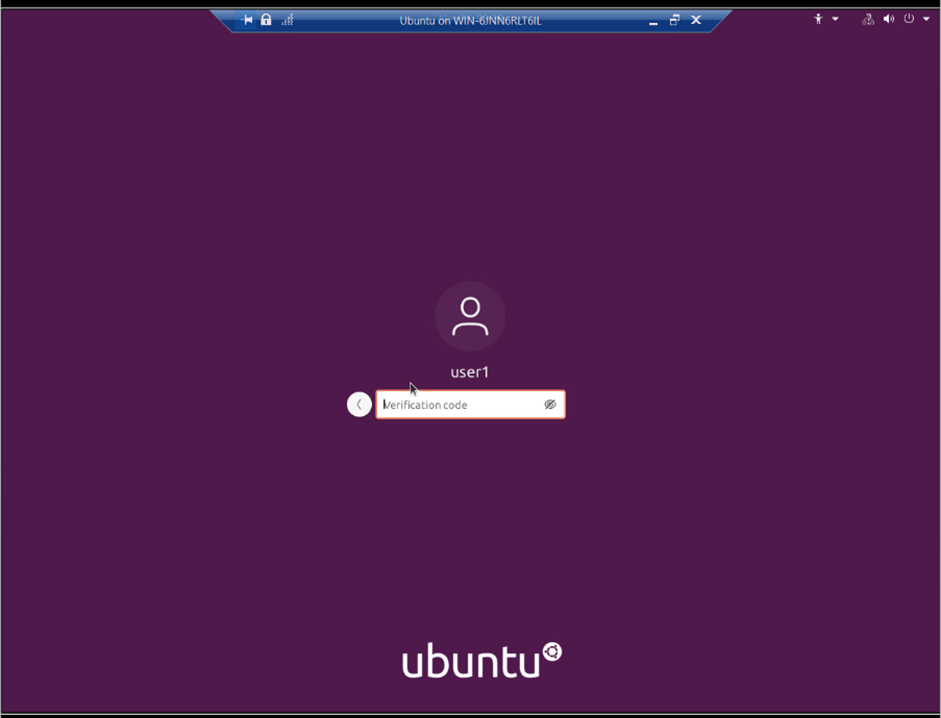 Ubuntu on WIN-6JNN6RLT6IL
user1
Verification code
ubuntu